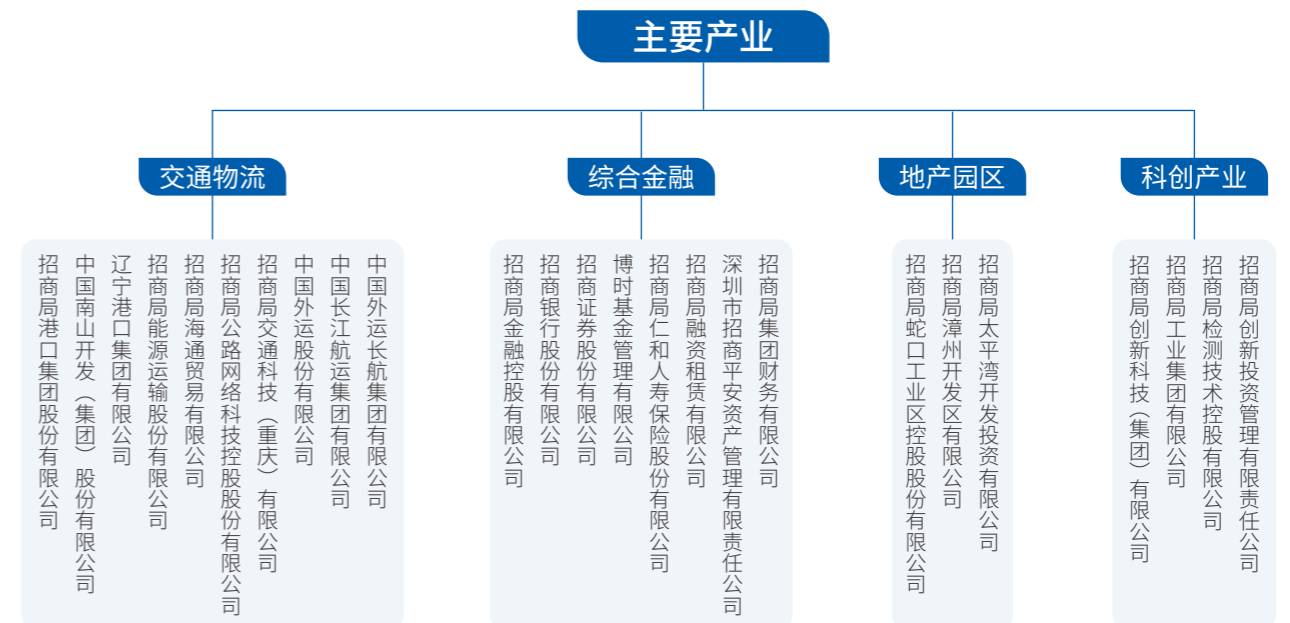 主要产业
交通物流
综合金融
地产园区
科创产业
招商局港口集团股份有限公司
中国南山开发（集团）股份有限公司
辽宁港口集团有限公司
招商局能源运输股份有限公司
招商局海通贸易有限公司
招商局公路网络科技控股股份有限公司
招商局交通科技（重庆）有限公司
中国外运股份有限公司
中国长江航运集团有限公司
中国外运长航集团有限公司
招商局金融控股有限公司
招商银行股份有限公司
招商证券股份有限公司
博时基金管理有限公司
招商局仁和人寿保险股份有限公司
招商局融资租赁有限公司
深圳市招商平安资产管理有限责任公司
招商局集团财务有限公司
招商局蛇口工业区控股股份有限公司
招商局漳州开发区有限公司
招商局太平湾开发投资有限公司
招商局创新科技（集团）有限公司
招商局工业集团有限公司
招商局检测技术控股有限公司
招商局创新投资管理有限责任公司